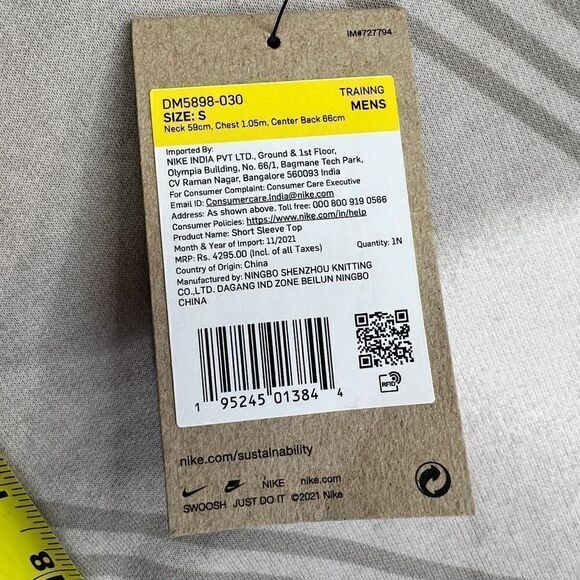 IM#727794
DM5898-030 TRAINNG
SIZE: S MENS
Neck 59cm, Chest 1.05m, Center Back 66cm
Imported By:
NIKE INDIA PVT LTD., Ground & 1st Floor,
Olympia Building, No. 66/1, Bagmane Tech Park,
CV Raman Nagar, Bangalore 560093 India
For Consumer Complaint: Consumer Care Executive
Email ID: Consumercare.India@nike.com
Address: As shown above. Toll free: 000 800 919 0566
Consumer Policies: https://www.nike.com/in/help
Product Name: Short Sleeve Top
Month & Year of Import: 11/2021
MRP: Rs. 4295.00 (Incl. of all Taxes) Quantity: 1N
Country of Origin: China
Manufactured by: NINGBO SHENZHOU KNITTING
CO.,LTD. DAGANG IND ZONE BEILUN NINGBO
CHINA
1 95245 01384 4
RFID
nike.com/sustainability
NIKE nike.com
SWOOSH JUST DO IT ©2021 Nike
8